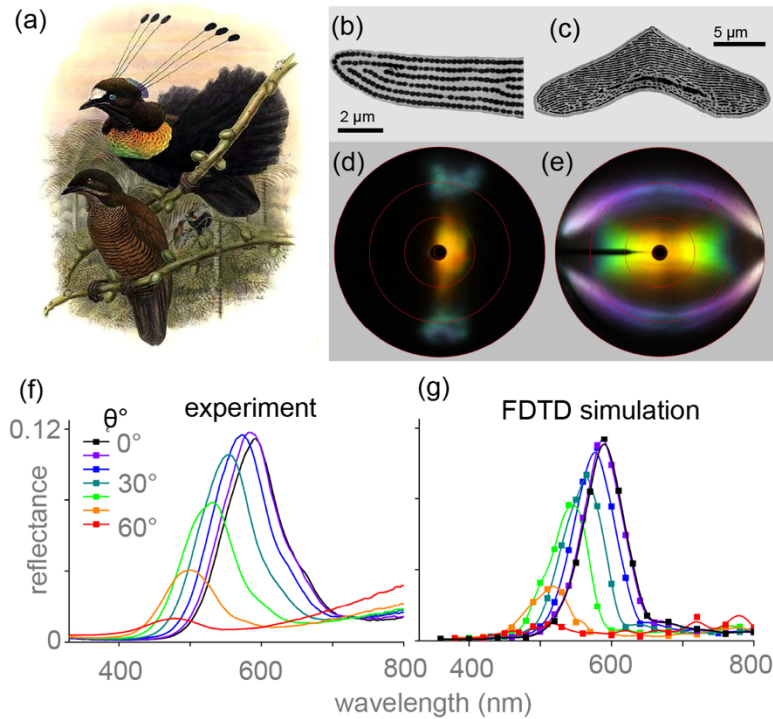 (a)
(b)
2 µm
(c)
5 µm
(d)
(e)
(f)
experiment
θ°
0°
30°
60°
0.12
0
reflectance
400
600
800
(g)
FDTD simulation
400
600
800
wavelength (nm)